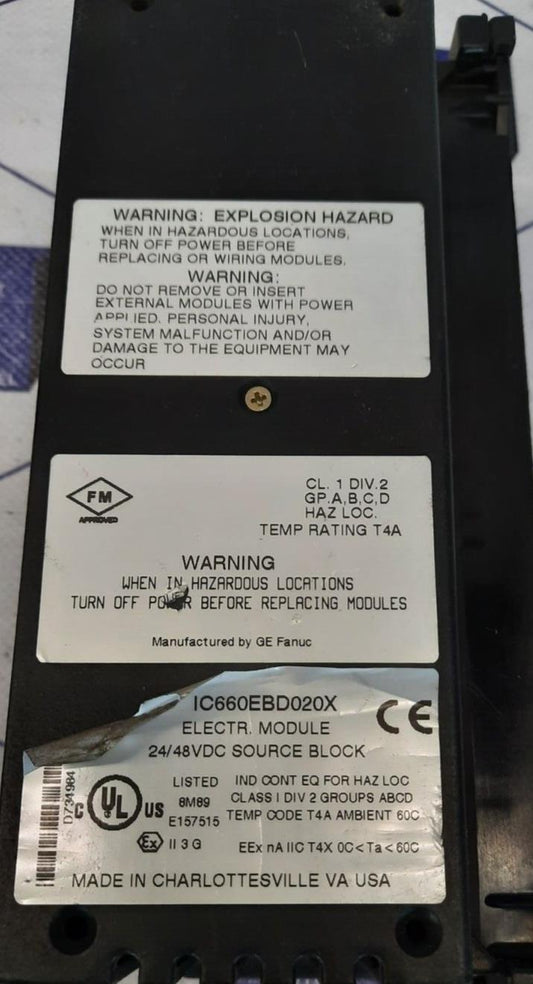 WARNING: EXPLOSION HAZARD
WHEN IN HAZARDOUS LOCATIONS,
TURN OFF POWER BEFORE
REPLACING OR WIRING MODULES.
WARNING:
DO NOT REMOVE OR INSERT
EXTERNAL MODULES WITH POWER
APPLIED. PERSONAL INJURY,
SYSTEM MALFUNCTION AND/OR
DAMAGE TO THE EQUIPMENT MAY
OCCUR
FM
APPROVED
CL. 1 DIV.2
GP.A,B,C,D
HAZ LOC.
TEMP RATING T4A
WARNING
WHEN IN HAZARDOUS LOCATIONS
TURN OFF POWER BEFORE REPLACING MODULES
Manufactured by GE Fanuc
IC660EBD020X
CE
ELECTR. MODULE
24/48VDC SOURCE BLOCK
D734984
C UL US
LISTED
8M89
E157515
IND CONT EQ FOR HAZ LOC
CLASS I DIV 2 GROUPS ABCD
TEMP CODE T4A AMBIENT 60C
Ex II 3 G
EEx nA IIC T4X 0C<Ta<60C
MADE IN CHARLOTTESVILLE VA USA